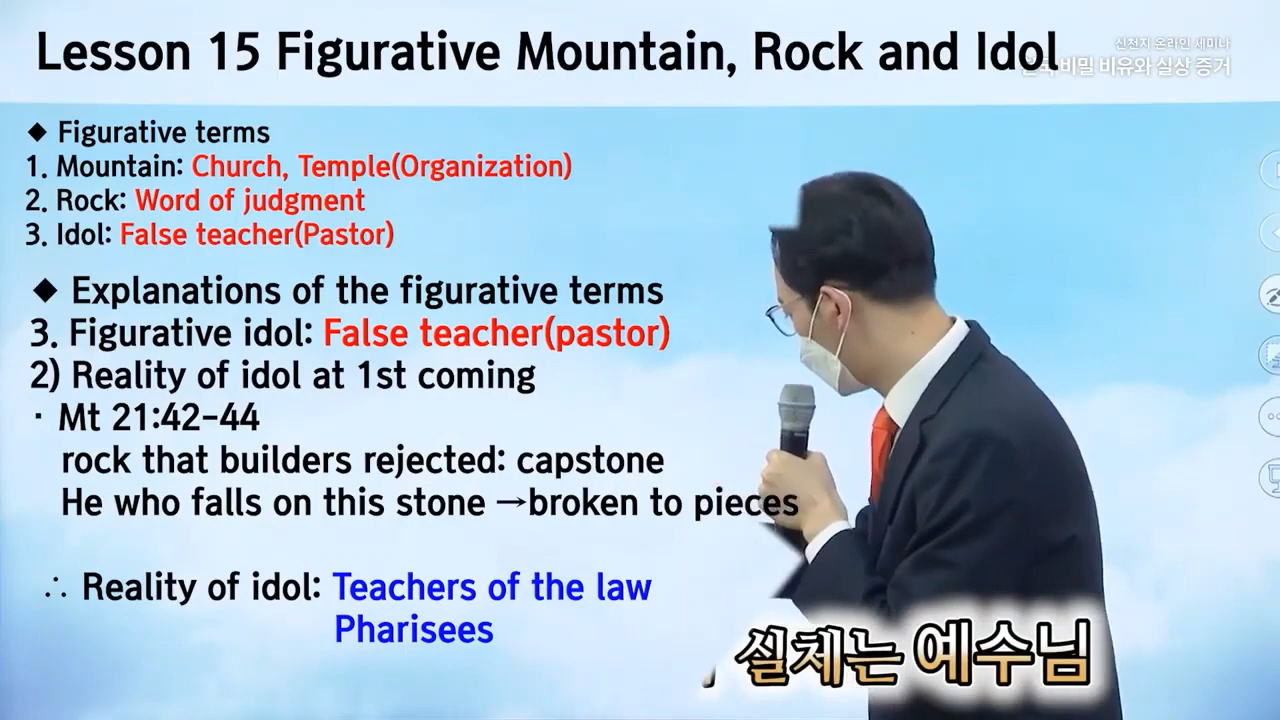 Lesson 15 Figurative Mountain, Rock and Idol
신천지 온라인 세미나
비밀 비유와 실상 증거
◆ Figurative terms
1. Mountain: Church, Temple(Organization)
2. Rock: Word of judgment
3. Idol: False teacher(Pastor)
◆ Explanations of the figurative terms
3. Figurative idol: False teacher(pastor)
2) Reality of idol at 1st coming
· Mt 21:42-44
rock that builders rejected: capstone
He who falls on this stone →broken to pieces
∴ Reality of idol: Teachers of the law
Pharisees
실체는 예수님